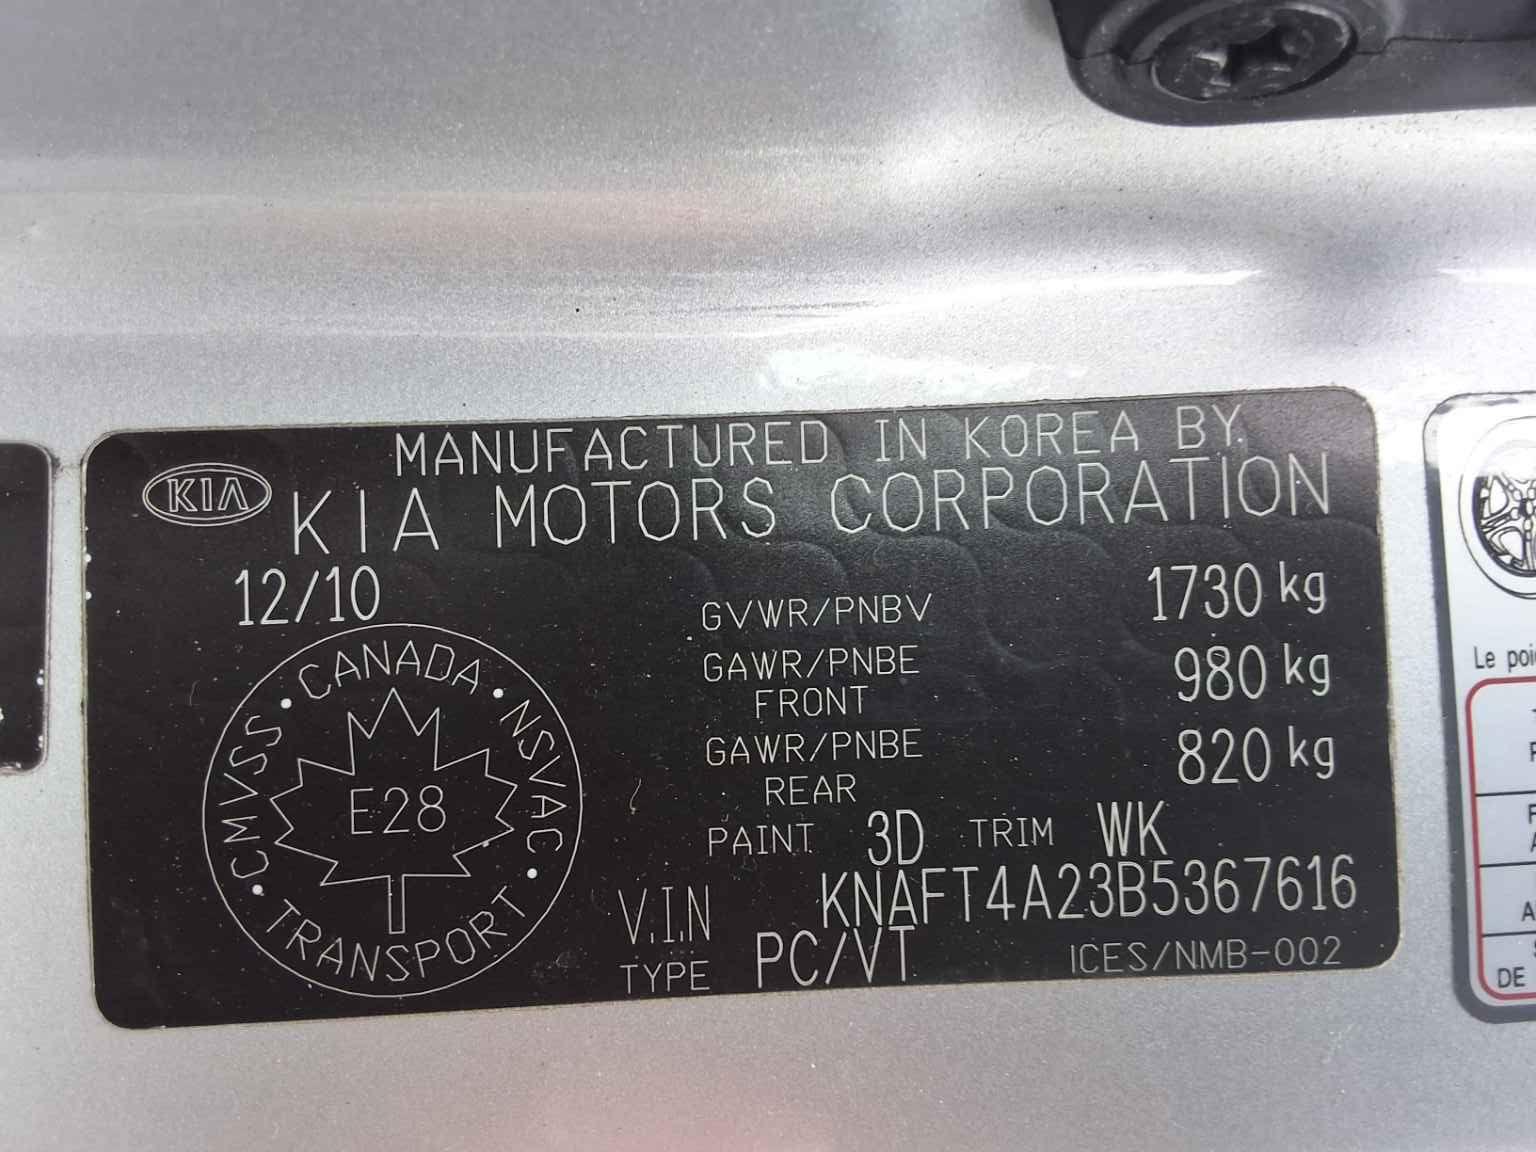 MANUFACTURED IN KOREA BY.
KIA
KIA MOTORS CORPORATION
12/10
GVWR/PNBV 1730 kg
GAWR/PNBE FRONT 980 kg
GAWR/PNBE REAR 820 kg
PAINT 3D TRIM WK
V.I.N KNAFT4A23B5367616
TYPE PC/VT ICES/NMB-002
CANADA • NSVAC • TRANSPORT • CMVSS •
E28
Le
DE